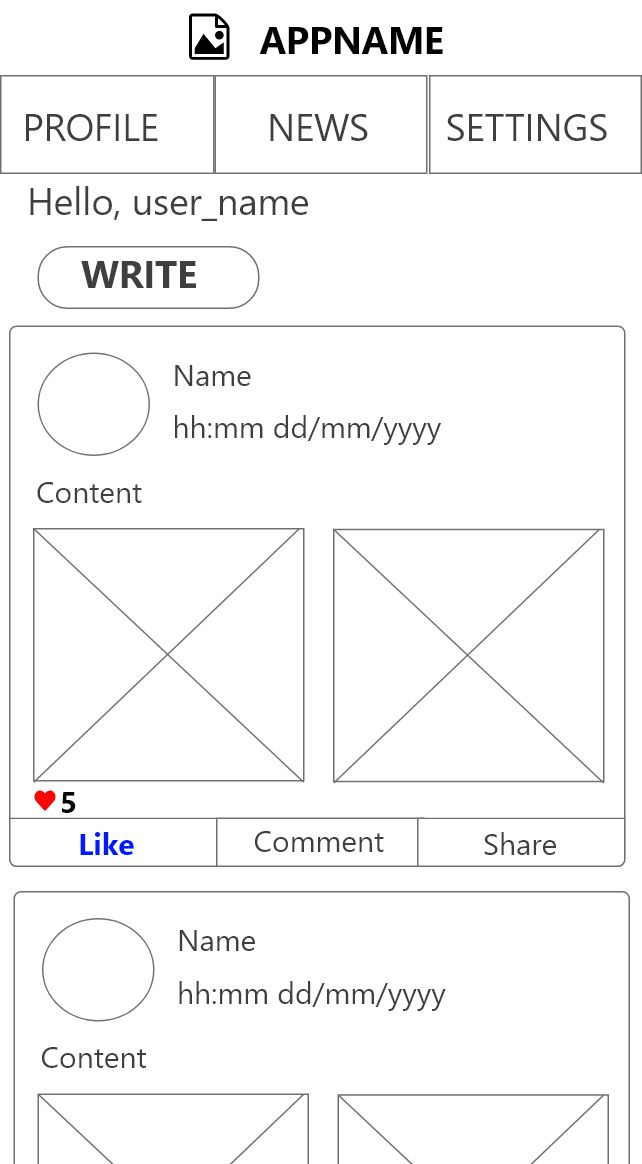 APPNAME
PROFILE NEWS SETTINGS
Hello, user_name
WRITE
Name
hh:mm dd/mm/yyyy
Content
5
Like Comment Share
Name
hh:mm dd/mm/yyyy
Content